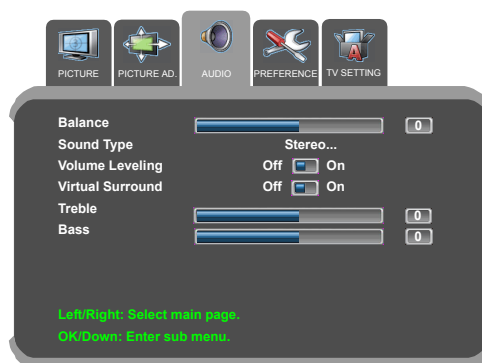 PICTURE PICTURE AD. AUDIO PREFERENCE TV SETTING
Balance 0
Sound Type Stereo...
Volume Leveling Off On
Virtual Surround Off On
Treble 0
Bass 0
Left/Right: Select main page.
OK/Down: Enter sub menu.